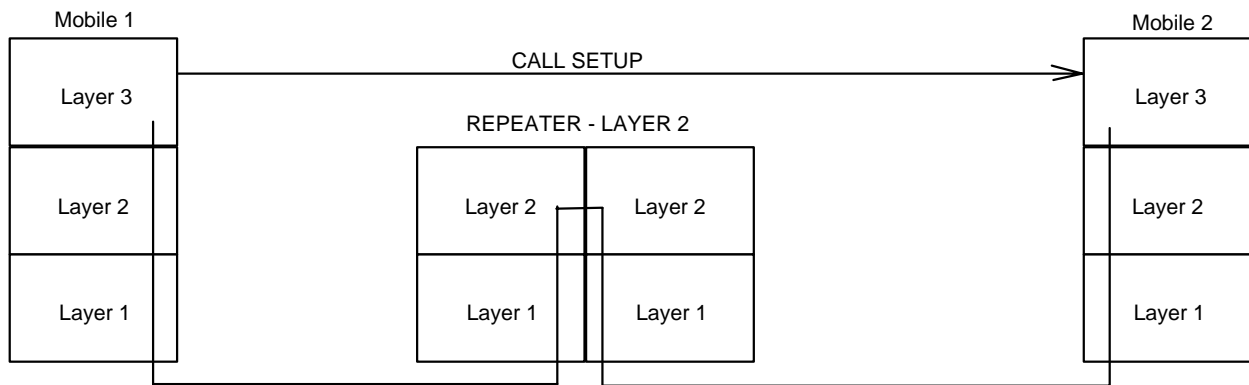 Mobile 1
Mobile 2
CALL SETUP
Layer 3
Layer 3
REPEATER - LAYER 2
Layer 2
Layer 2
Layer 2
Layer 2
Layer 1
Layer 1
Layer 1
Layer 1